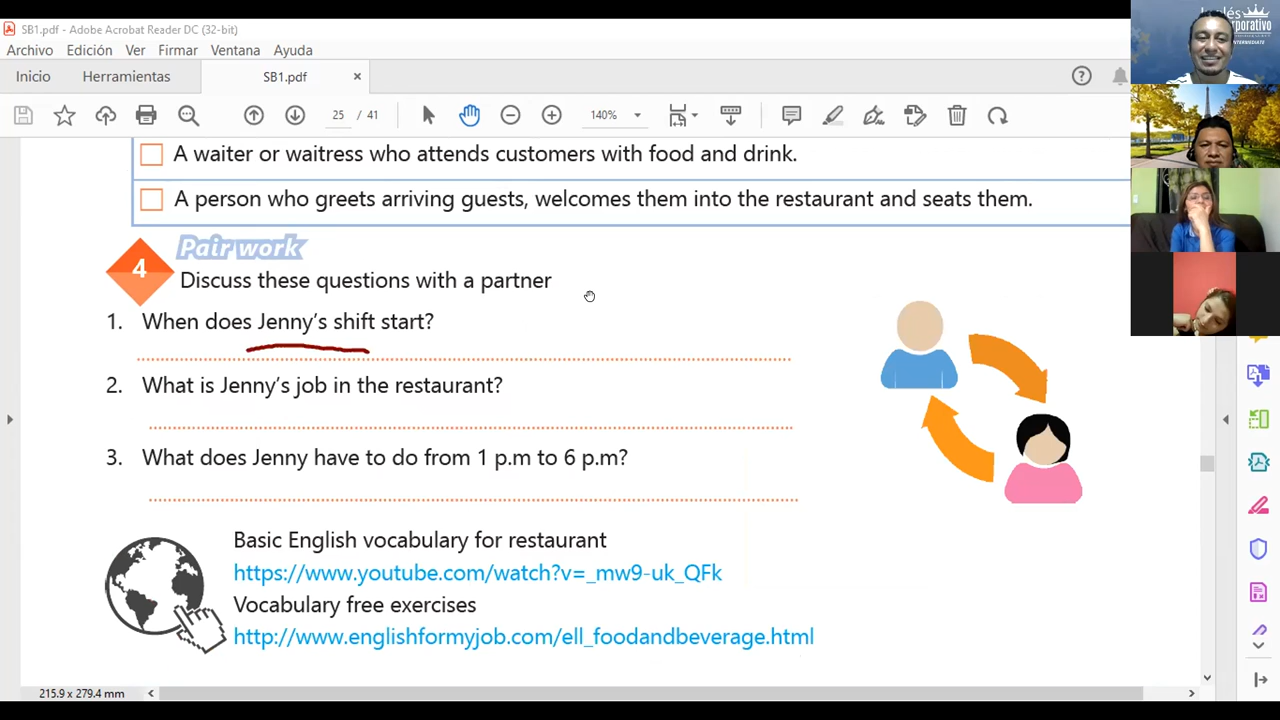 SB1.pdf - Adobe Acrobat Reader DC (32-bit)
Archivo Edición Ver Firmar Ventana Ayuda
Inicio Herramientas SB1.pdf ×
25 / 41 140%
A waiter or waitress who attends customers with food and drink.
A person who greets arriving guests, welcomes them into the restaurant and seats them.
Pair work
4 Discuss these questions with a partner
1. When does Jenny's shift start?
2. What is Jenny's job in the restaurant?
3. What does Jenny have to do from 1 p.m to 6 p.m?
Basic English vocabulary for restaurant
https://www.youtube.com/watch?v=_mw9-uk_QFk
Vocabulary free exercises
http://www.englishformyjob.com/ell_foodandbeverage.html
215.9 x 279.4 mm